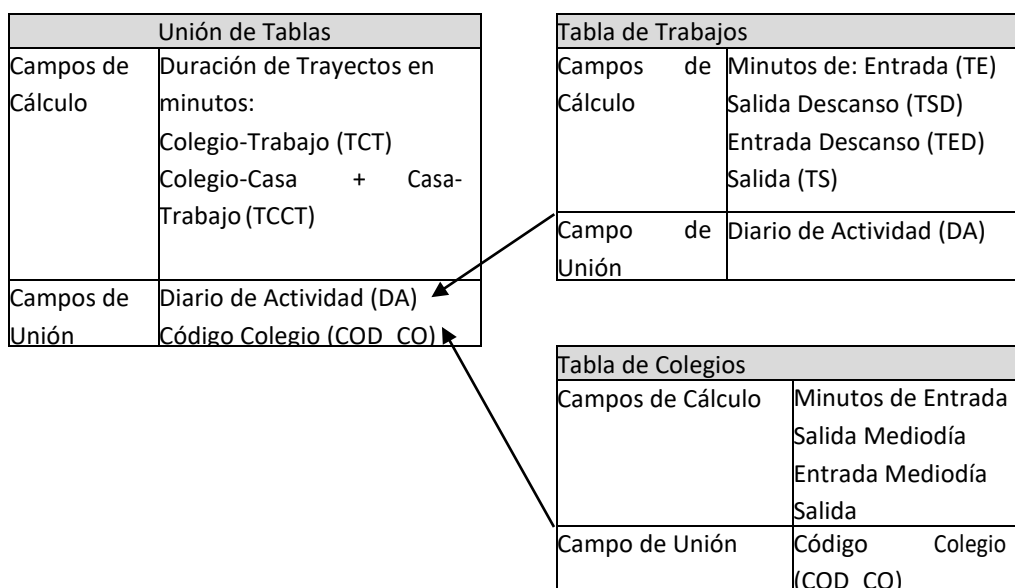 Unión de Tablas
Campos de Cálculo
Duración de Trayectos en
minutos:
Colegio-Trabajo (TCT)
Colegio-Casa + Casa-
Trabajo (TCCT)
Campos de Unión
Diario de Actividad (DA)
Código Colegio (COD_CO)
Tabla de Trabajos
Campos de Cálculo
Minutos de: Entrada (TE)
Salida Descanso (TSD)
Entrada Descanso (TED)
Salida (TS)
Campo de Unión
Diario de Actividad (DA)
Tabla de Colegios
Campos de Cálculo
Minutos de Entrada
Salida Mediodía
Entrada Mediodía
Salida
Campo de Unión
Código Colegio
(COD_CO)